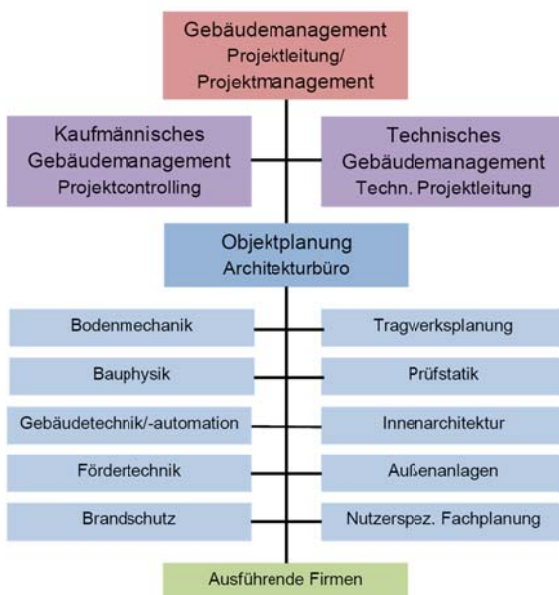 Gebäudemanagement
Projektleitung/
Projektmanagement
Kaufmännisches
Gebäudemanagement
Projektcontrolling
Technisches
Gebäudemanagement
Techn. Projektleitung
Objektplanung
Architekturbüro
Bodenmechanik
Tragwerksplanung
Bauphysik
Prüfstatik
Gebäudetechnik/-automation
Innenarchitektur
Fördertechnik
Außenanlagen
Brandschutz
Nutzerspez. Fachplanung
Ausführende Firmen